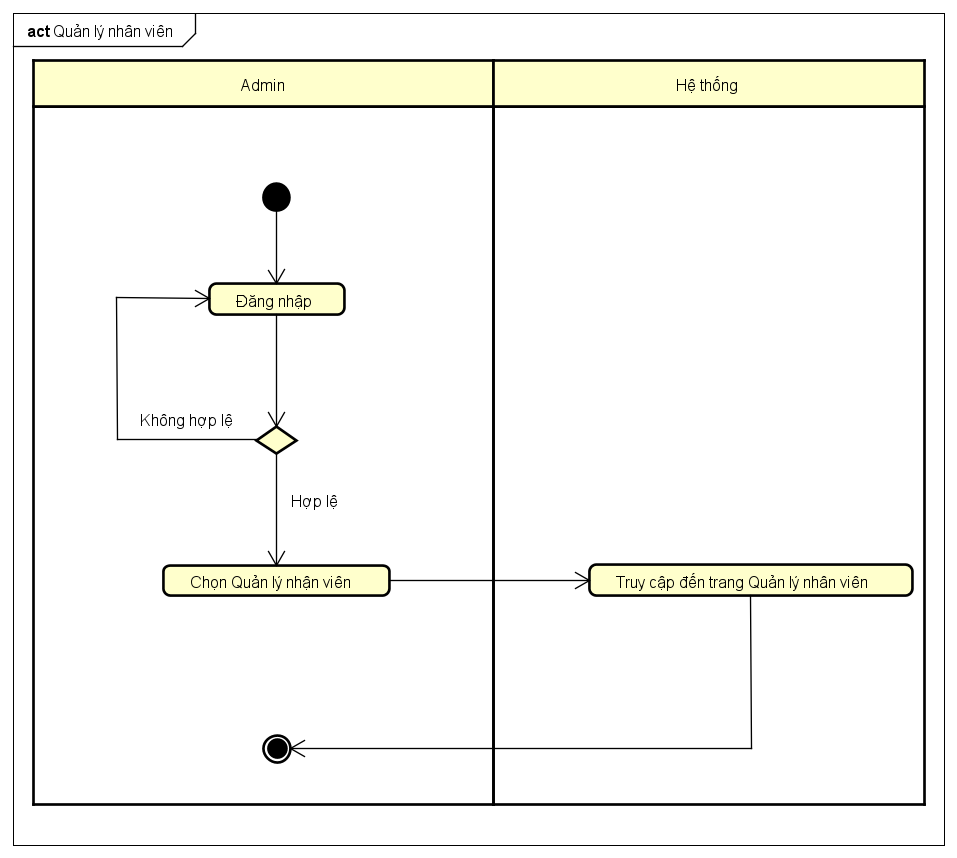 act Quản lý nhân viên
Admin
Hệ thống
Đăng nhập
Không hợp lệ
Hợp lệ
Chọn Quản lý nhận viên
Truy cập đến trang Quản lý nhân viên